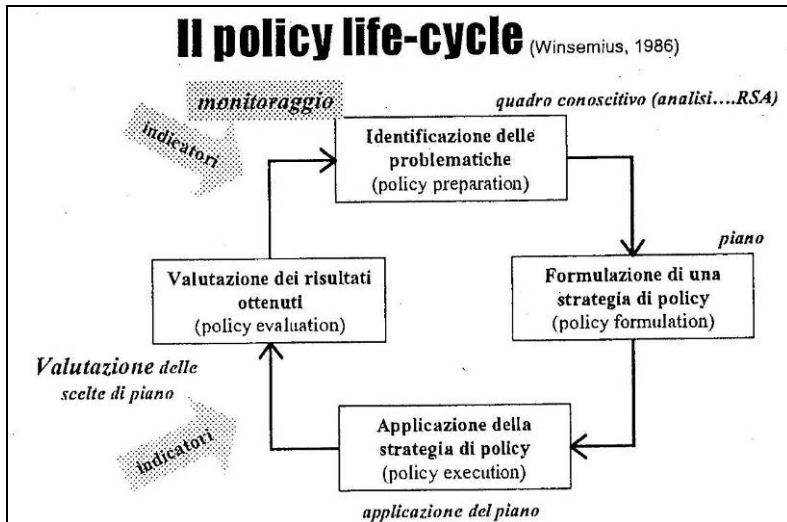 Il policy life-cycle (Winsemius, 1986)
monitoraggio
quadro conoscitivo (analisi....RSA)
indicatori
Identificazione delle
problematiche
(policy preparation)
piano
Valutazione dei risultati
ottenuti
(policy evaluation)
Formulazione di una
strategia di policy
(policy formulation)
Valutazione delle
scelte di piano
indicatori
Applicazione della
strategia di policy
(policy execution)
applicazione del piano